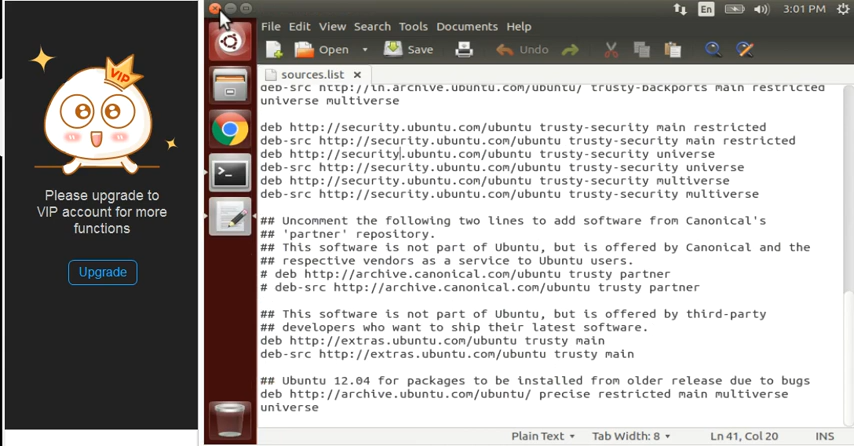 VIP
Please upgrade to
VIP account for more
functions
Upgrade
En
3:01 PM
File Edit View Search Tools Documents Help
Open
Save
Undo
sources.list
deb-src http://in.archive.ubuntu.com/ubuntu/ trusty-backports main restricted
universe multiverse
deb http://security.ubuntu.com/ubuntu trusty-security main restricted
deb-src http://security.ubuntu.com/ubuntu trusty-security main restricted
deb http://security.ubuntu.com/ubuntu trusty-security universe
deb-src http://security.ubuntu.com/ubuntu trusty-security universe
deb http://security.ubuntu.com/ubuntu trusty-security multiverse
deb-src http://security.ubuntu.com/ubuntu trusty-security multiverse
## Uncomment the following two lines to add software from Canonical's
## 'partner' repository.
## This software is not part of Ubuntu, but is offered by Canonical and the
## respective vendors as a service to Ubuntu users.
# deb http://archive.canonical.com/ubuntu trusty partner
# deb-src http://archive.canonical.com/ubuntu trusty partner
## This software is not part of Ubuntu, but is offered by third-party
## developers who want to ship their latest software.
deb http://extras.ubuntu.com/ubuntu trusty main
deb-src http://extras.ubuntu.com/ubuntu trusty main
## Ubuntu 12.04 for packages to be installed from older release due to bugs
deb http://archive.ubuntu.com/ubuntu/ precise restricted main multiverse
universe
Plain Text
Tab Width: 8
Ln 41, Col 20
INS